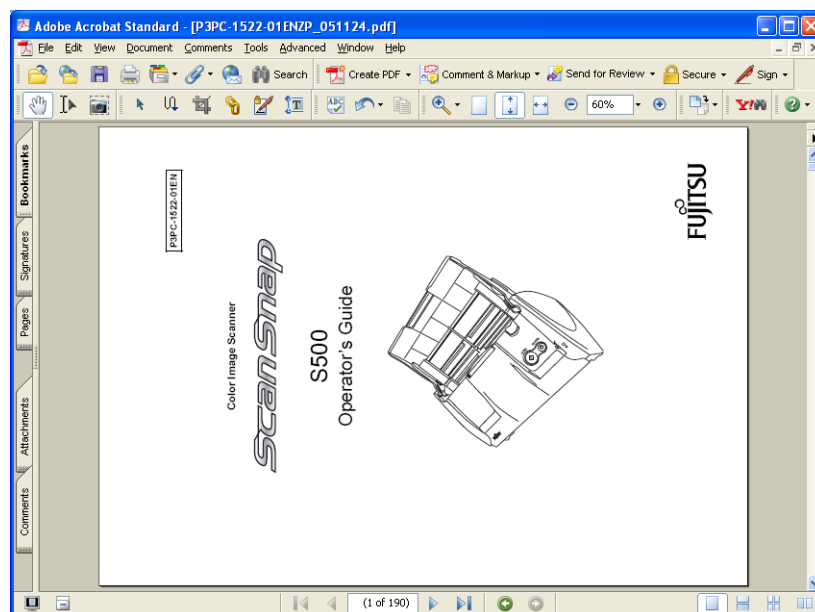 Adobe Acrobat Standard - [P3PC-1522-01ENZP_051124.pdf]
File Edit View Document Comments Tools Advanced Window Help
Search Create PDF Comment & Markup Send for Review Secure Sign
60% Y!
Bookmarks
Signatures
Pages
Attachments
Comments
P3PC-1522-01EN
FUJITSU
Color Image Scanner
ScanSnap
S500
Operator's Guide
(1 of 190)